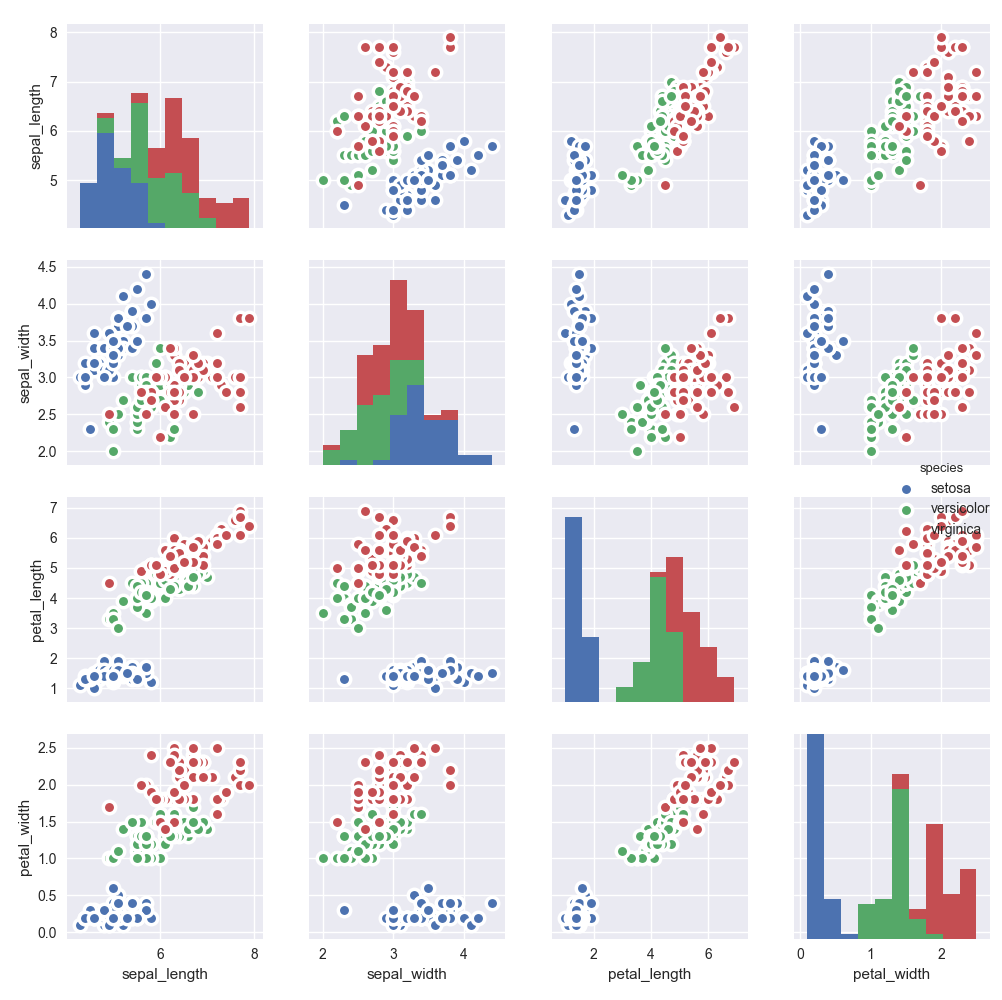 8
7
6
5
sepal_length
6 8
4.5
4.0
3.5
3.0
2.5
2.0
sepal_width
species
setosa
versicolor
virginica
7
6
5
4
3
2
1
petal_length
2.5
2.0
1.5
1.0
0.5
0.0
petal_width
6 8 2 3 4 2 4 6 0 1 2
sepal_length sepal_width petal_length petal_width